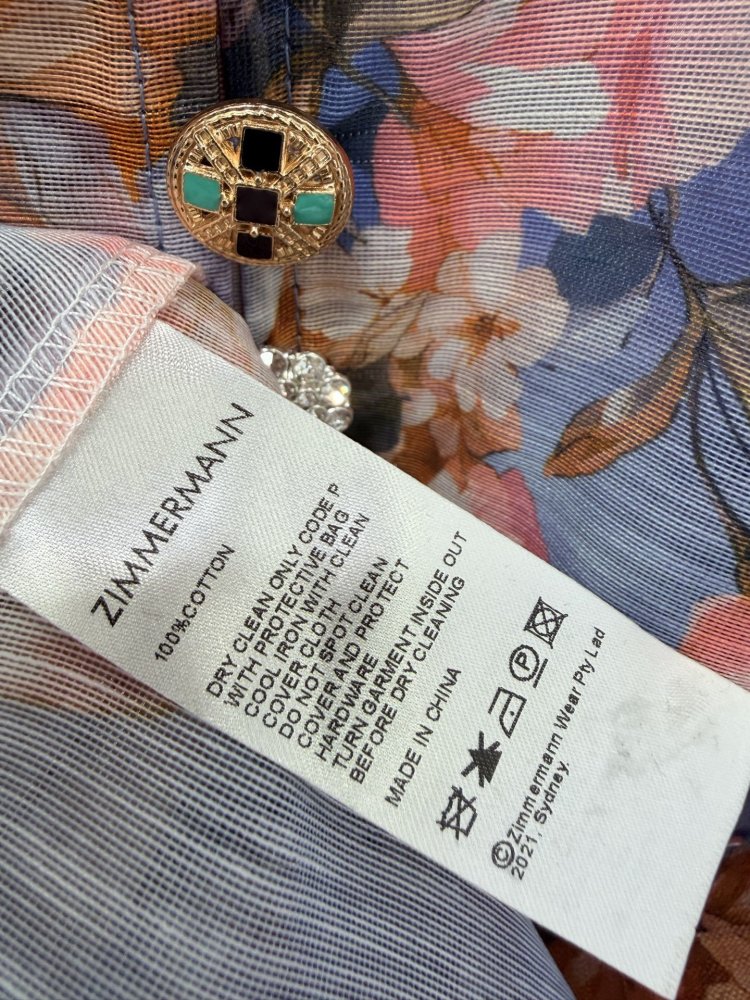 ZIMMERMANN
100%COTTON
DRY CLEAN ONLY CODE P
WITH PROTECTIVE BAG
COOL IRON WITH CLEAN
COVER CLOTH
DO NOT SPOT CLEAN
COVER AND PROTECT
HARDWARE
TURN GARMENT INSIDE OUT
BEFORE DRY CLEANING
MADE IN CHINA
P
©Zimmermann Wear Pty Lad
2021, Sydney.